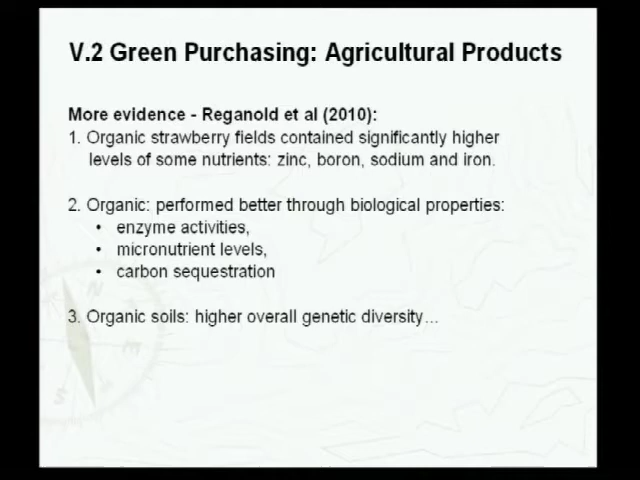 V.2 Green Purchasing: Agricultural Products
More evidence - Reganold et al (2010):
1. Organic strawberry fields contained significantly higher
levels of some nutrients: zinc, boron, sodium and iron.
2. Organic: performed better through biological properties:
• enzyme activities,
• micronutrient levels,
• carbon sequestration
3. Organic soils: higher overall genetic diversity...
N
E
S